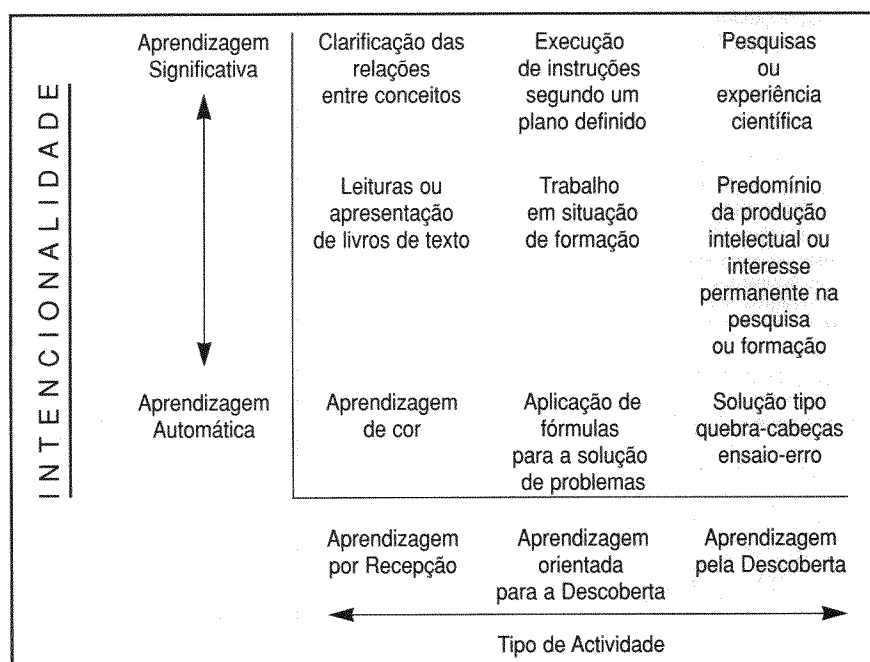 INTENCIONALIDADE
Aprendizagem
Significativa
Clarificação das
relações
entre conceitos
Execução
de instruções
segundo um
plano definido
Pesquisas
ou
experiência
científica
Leituras ou
apresentação
de livros de texto
Trabalho
em situação
de formação
Predomínio
da produção
intelectual ou
interesse
permanente na
pesquisa
ou formação
Aprendizagem
Automática
Aprendizagem
de cor
Aplicação de
fórmulas
para a solução
de problemas
Solução tipo
quebra-cabeças
ensaio-erro
Aprendizagem
por Recepção
Aprendizagem
orientada
para a Descoberta
Aprendizagem
pela Descoberta
Tipo de Actividade